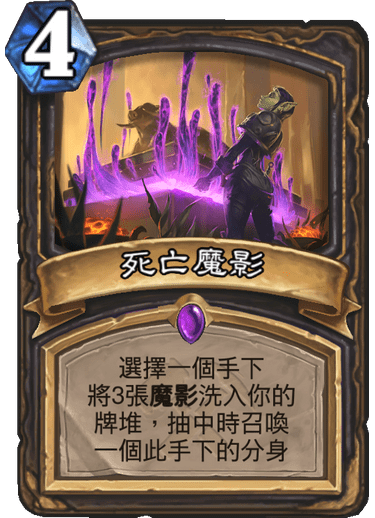 4
死亡魔影
選擇一個手下
將3張魔影洗入你的
牌堆，抽中時召喚
一個此手下的分身